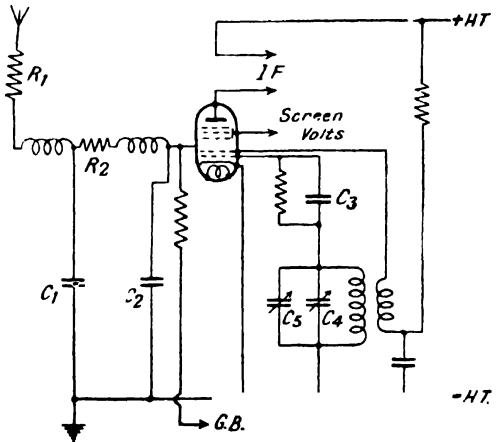 +HT
R1
IF
Screen
Volts
R2
C3
C1
C2
C5
C4
-HT.
G.B.